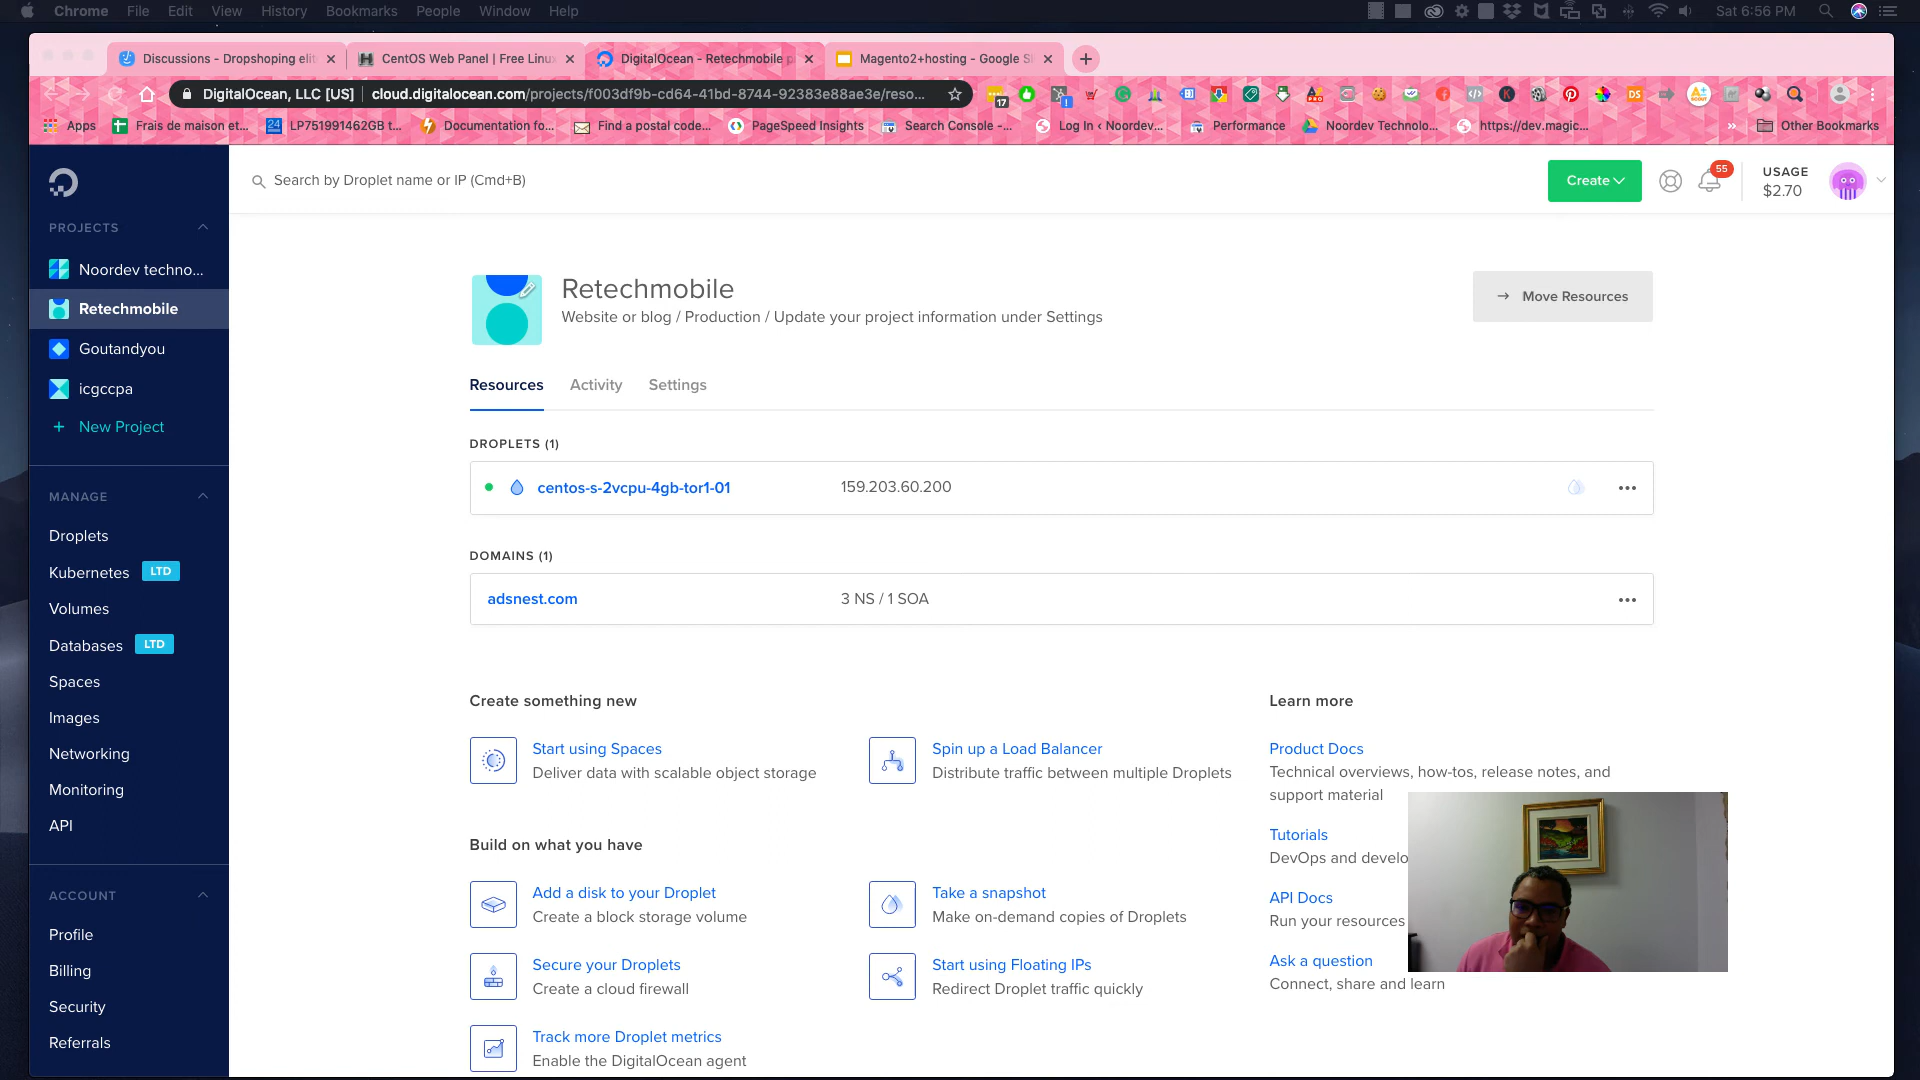 Chrome File Edit View History Bookmarks People Window Help
Sat 6:56 PM
Discussions - Dropshoping elit
CentOS Web Panel | Free Linu
DigitalOcean - Retechmobile p
Magento2+hosting - Google S
DigitalOcean, LLC [US] | cloud.digitalocean.com/projects/f003df9b-cd64-41bd-8744-92383e88ae3e/reso...
17
Apps
Frais de maison et...
24
LP751991462GB t...
Documentation fo...
Find a postal code...
PageSpeed Insights
Search Console -...
Log In ‹ Noordev...
Performance
Noordev Technolo...
https://dev.magic...
»
Other Bookmarks
Search by Droplet name or IP (Cmd+B)
Create
55
USAGE
$2.70
PROJECTS
Noordev techno...
Retechmobile
Goutandyou
icgccpa
+ New Project
MANAGE
Droplets
Kubernetes LTD
Volumes
Databases LTD
Spaces
Images
Networking
Monitoring
API
ACCOUNT
Profile
Billing
Security
Referrals
Retechmobile
Website or blog / Production / Update your project information under Settings
→ Move Resources
Resources Activity Settings
DROPLETS (1)
centos-s-2vcpu-4gb-tor1-01 159.203.60.200
DOMAINS (1)
adsnest.com 3 NS / 1 SOA
Create something new
Start using Spaces
Deliver data with scalable object storage
Spin up a Load Balancer
Distribute traffic between multiple Droplets
Build on what you have
Add a disk to your Droplet
Create a block storage volume
Take a snapshot
Make on-demand copies of Droplets
Secure your Droplets
Create a cloud firewall
Start using Floating IPs
Redirect Droplet traffic quickly
Track more Droplet metrics
Enable the DigitalOcean agent
Learn more
Product Docs
Technical overviews, how-tos, release notes, and
support material
Tutorials
DevOps and develo
API Docs
Run your resources
Ask a question
Connect, share and learn